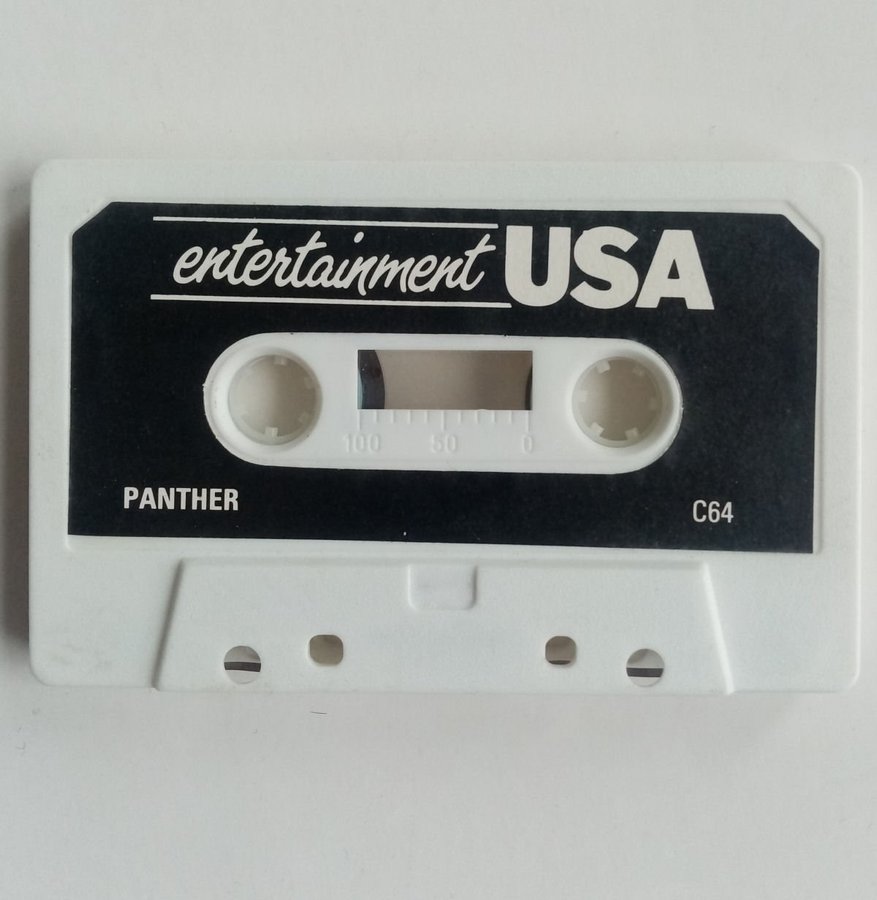 entertainment USA
100 50 0
PANTHER C64